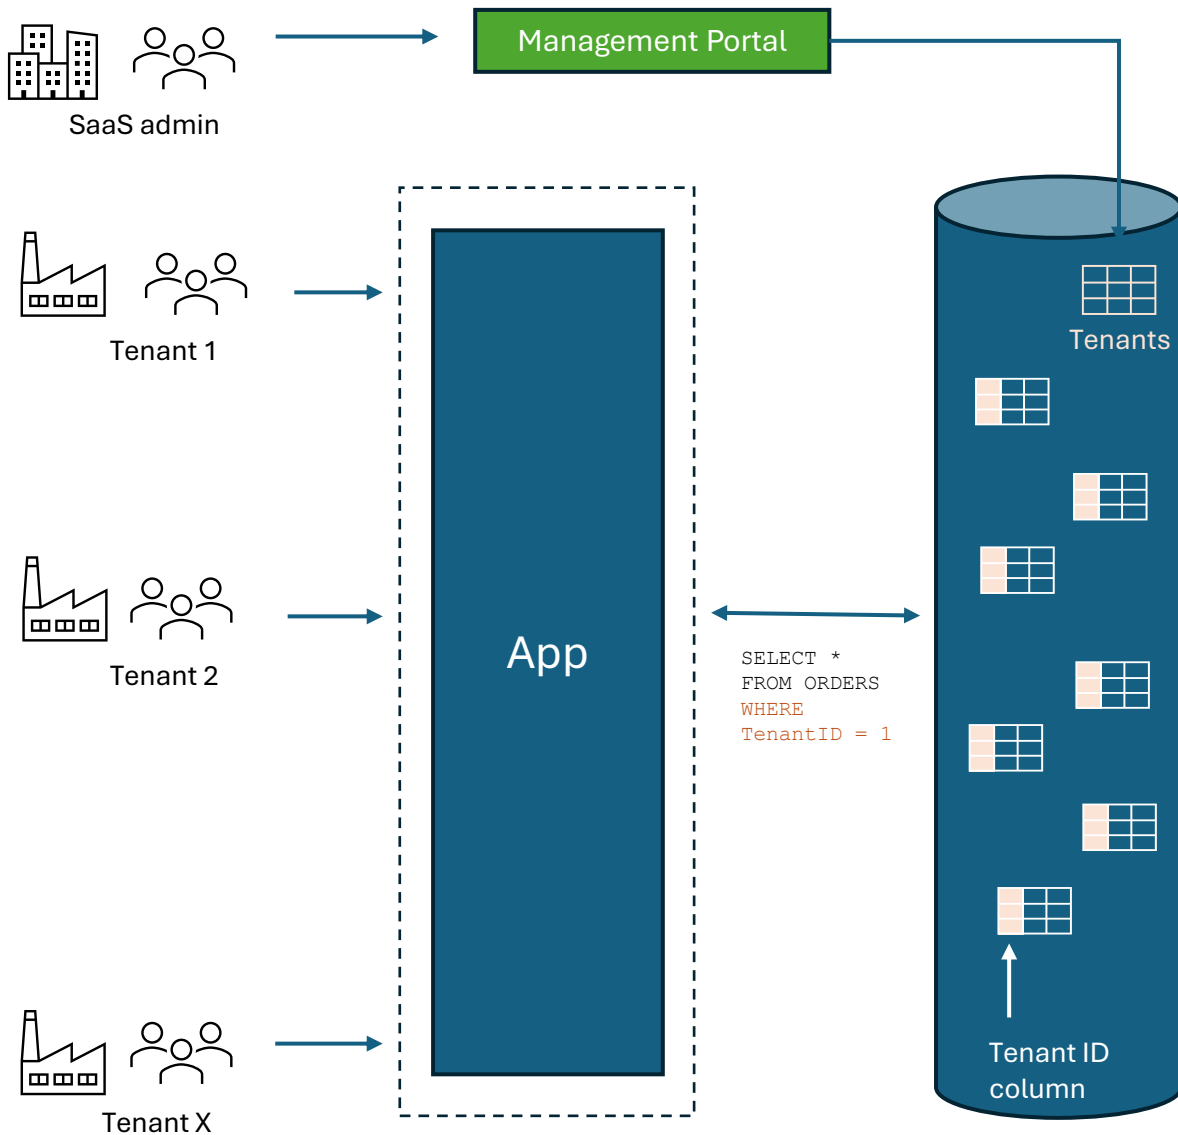 Management Portal
SaaS admin
Tenant 1
Tenants
Tenant 2
App
SELECT *
FROM ORDERS
WHERE
TenantID = 1
Tenant ID
column
Tenant X